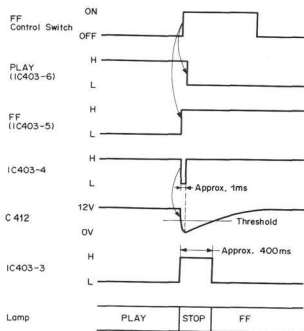 FF
Control Switch
ON
OFF
PLAY
(IC403-6)
H
L
FF
(IC403-5)
H
L
IC403-4
H
L
Approx. 1ms
C 412
12V
0V
Threshold
Approx. 400ms
IC403-3
H
L
Lamp
PLAY
STOP
FF